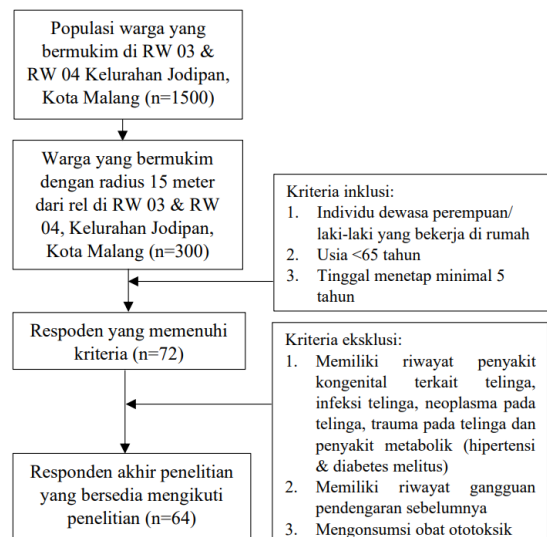 Populasi warga yang
bermukim di RW 03 &
RW 04 Kelurahan Jodipan,
Kota Malang (n=1500)
Warga yang bermukim
dengan radius 15 meter
dari rel di RW 03 & RW
04, Kelurahan Jodipan,
Kota Malang (n=300)
Kriteria inklusi:
1. Individu dewasa perempuan/
laki-laki yang bekerja di rumah
2. Usia <65 tahun
3. Tinggal menetap minimal 5
tahun
Respoden yang memenuhi
kriteria (n=72)
Kriteria eksklusi:
1. Memiliki riwayat penyakit
kongenital terkait telinga,
infeksi telinga, neoplasma pada
telinga, trauma pada telinga dan
penyakit metabolik (hipertensi
& diabetes melitus)
2. Memiliki riwayat gangguan
pendengaran sebelumnya
3. Mengonsumsi obat ototoksik
Responden akhir penelitian
yang bersedia mengikuti
penelitian (n=64)